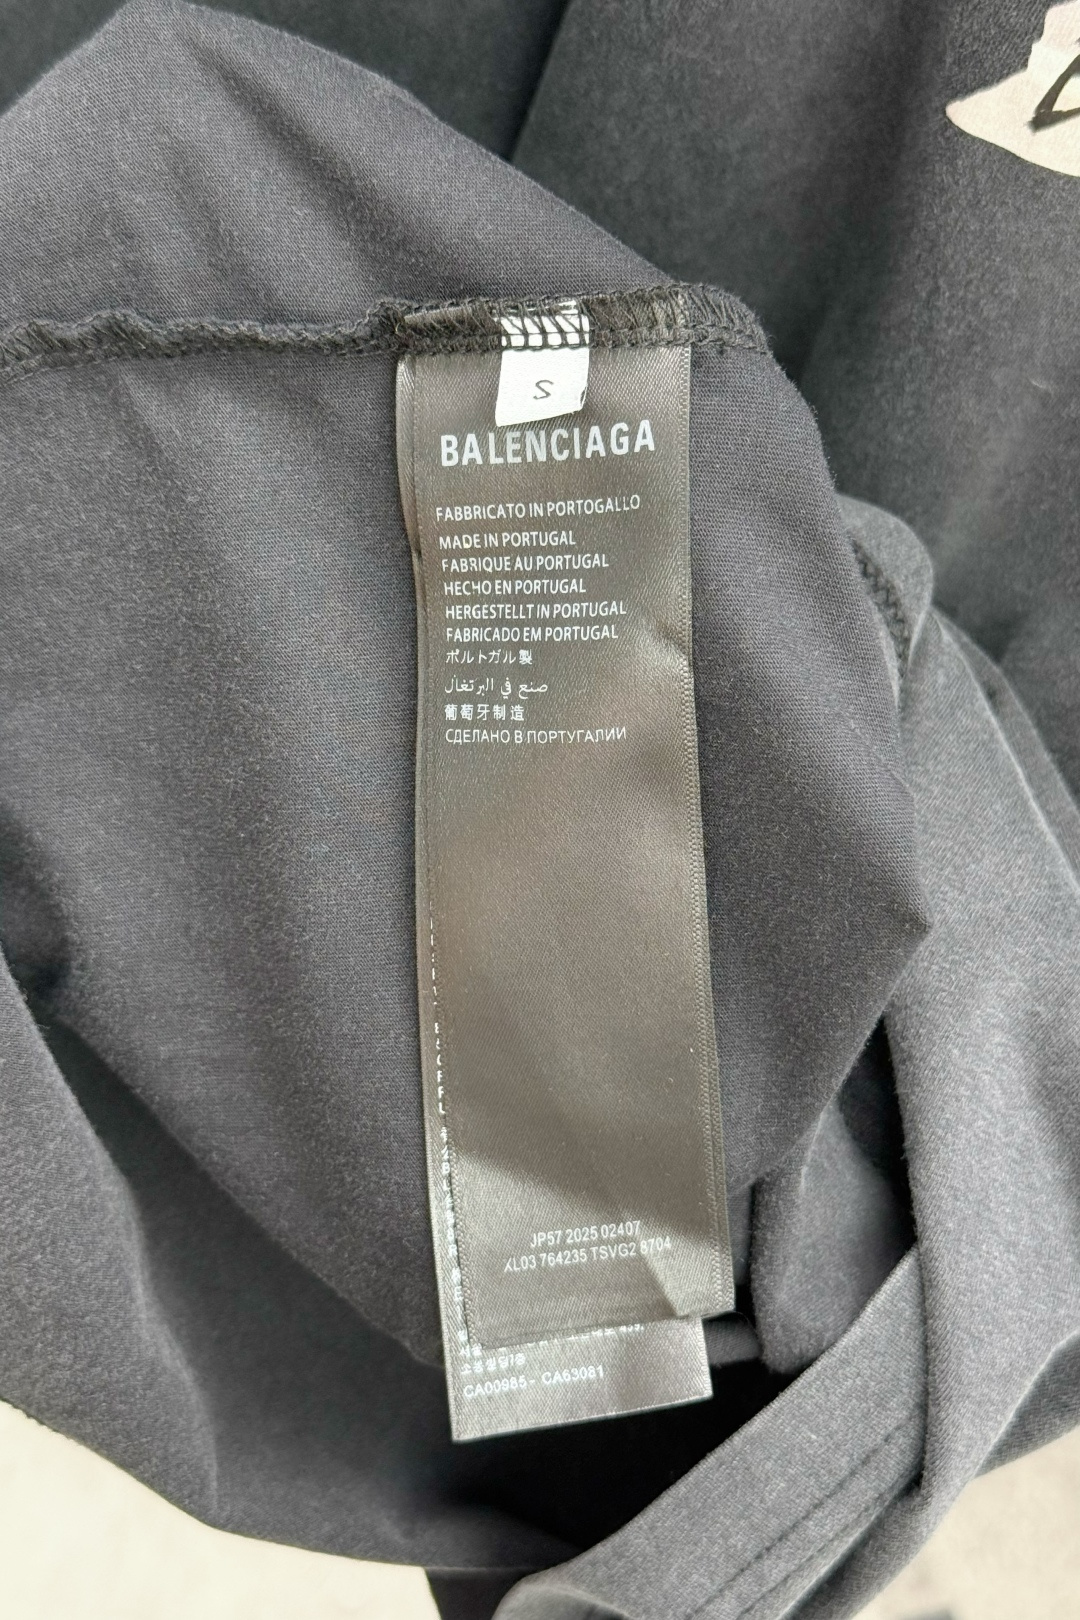 S
BALENCIAGA
FABBRICATO IN PORTOGALLO
MADE IN PORTUGAL
FABRIQUE AU PORTUGAL
HECHO EN PORTUGAL
HERGESTELLT IN PORTUGAL
FABRICADO EM PORTUGAL
ポルトガル製
صنع في البرتغال
葡萄牙制造
СДЕЛАНО В ПОРТУГАЛИИ
JP57 2025 02407
XL03 764235 TSVG2 8704
CA00985- CA63081